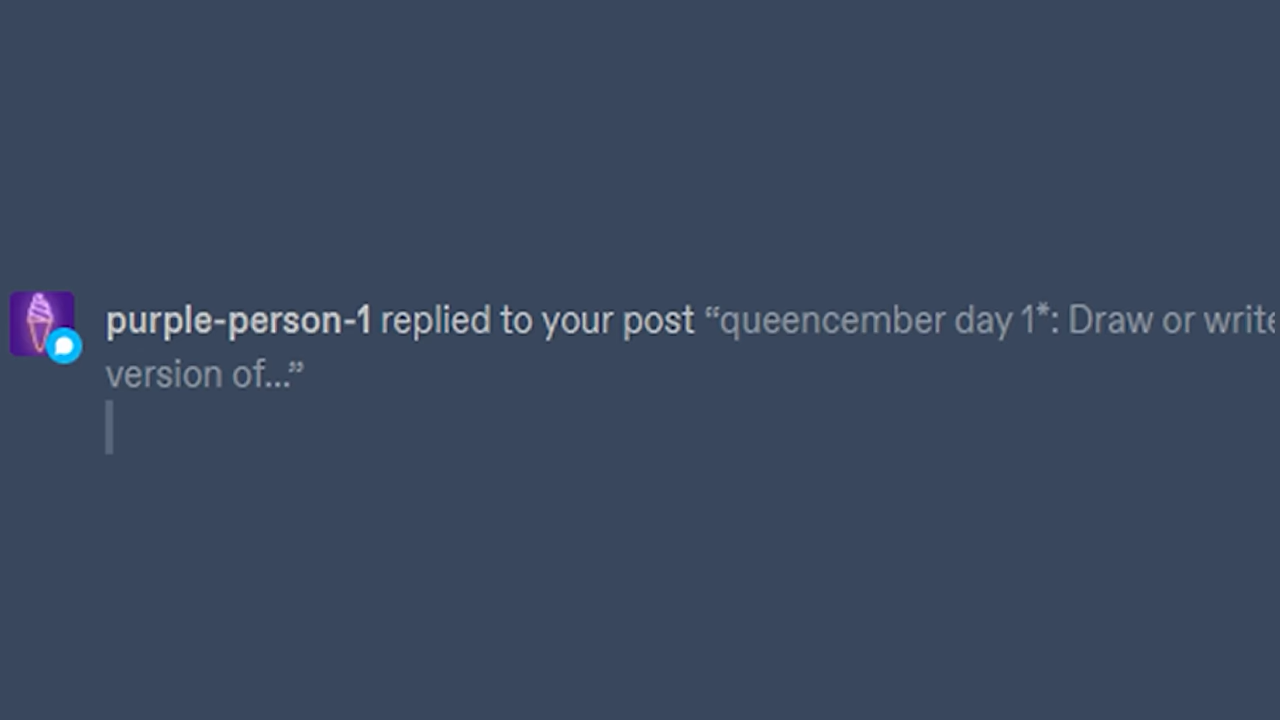 purple-person-1 replied to your post “queencember day 1*: Draw or write
version of...”